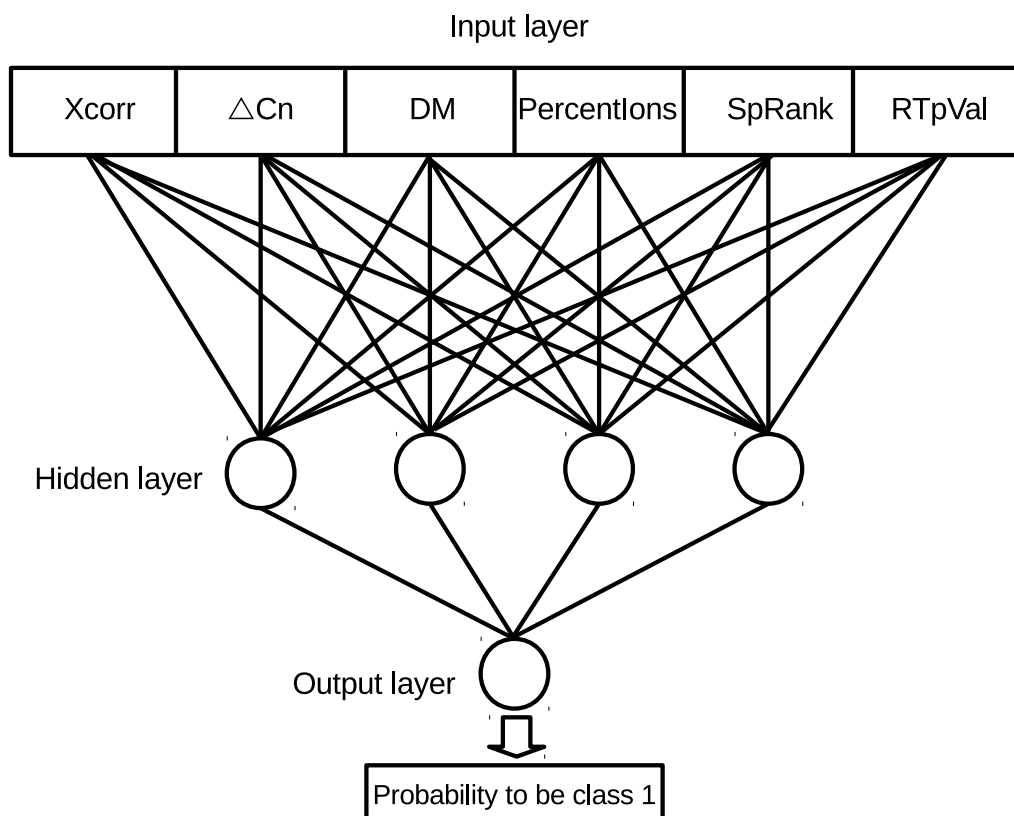 Input layer
Xcorr △Cn DM PercentIons SpRank RTpVal
Hidden layer
Output layer
Probability to be class 1